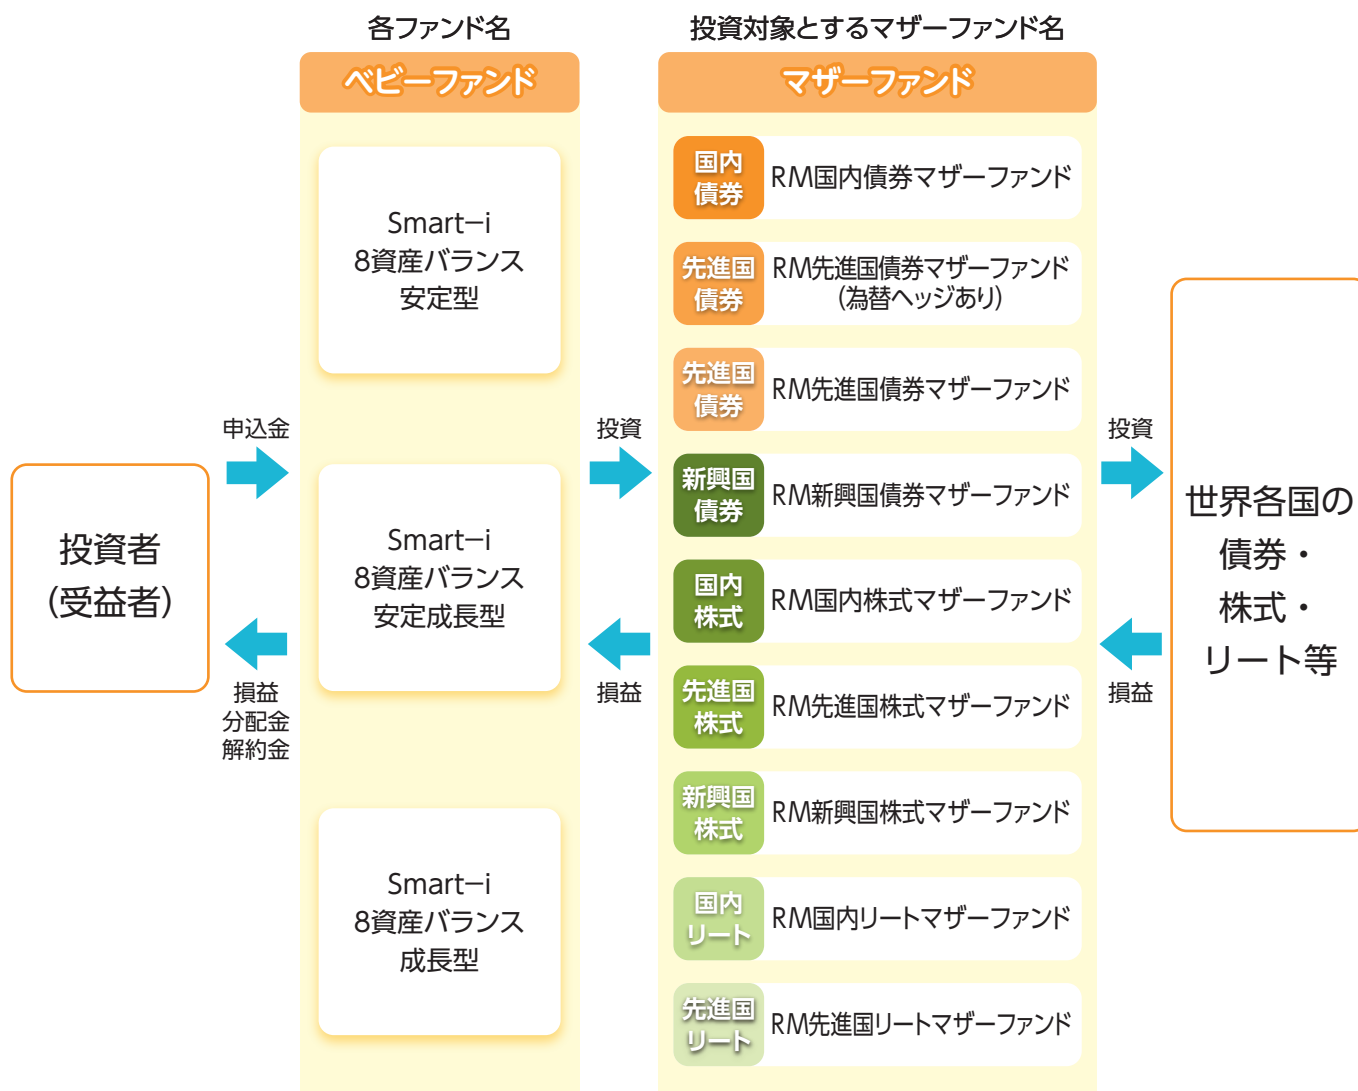 各ファンド名
投資対象とするマザーファンド名
ベビーファンド
マザーファンド
Smart-i
8資産バランス
安定型
Smart-i
8資産バランス
安定成長型
Smart-i
8資産バランス
成長型
国内
債券
RM国内債券マザーファンド
先進国
債券
RM先進国債券マザーファンド
(為替ヘッジあり)
先進国
債券
RM先進国債券マザーファンド
新興国
債券
RM新興国債券マザーファンド
国内
株式
RM国内株式マザーファンド
先進国
株式
RM先進国株式マザーファンド
新興国
株式
RM新興国株式マザーファンド
国内
リート
RM国内リートマザーファンド
先進国
リート
RM先進国リートマザーファンド
投資者
(受益者)
申込金
損益
分配金
解約金
投資
損益
投資
損益
世界各国の
債券・
株式・
リート等